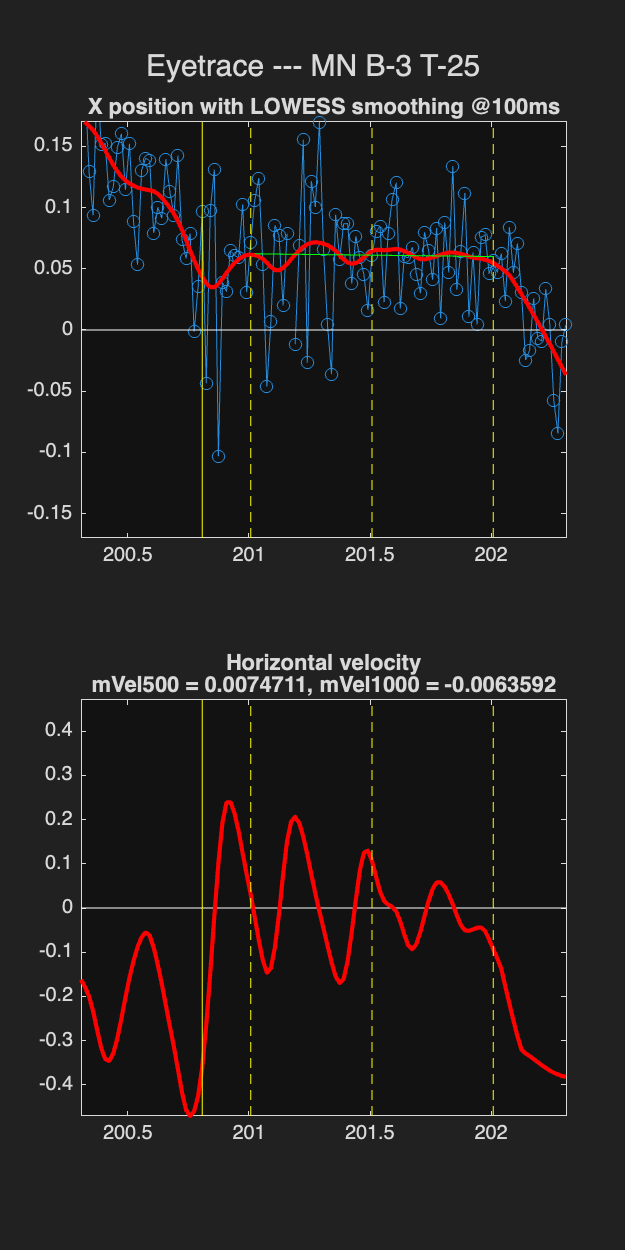 Eyetrace --- MN B-3 T-25
X position with LOWESS smoothing @100ms
0.15
0.1
0.05
0
-0.05
-0.1
-0.15
200.5 201 201.5 202
Horizontal velocity
mVel500 = 0.0074711, mVel1000 = -0.0063592
0.4
0.3
0.2
0.1
0
-0.1
-0.2
-0.3
-0.4
200.5 201 201.5 202